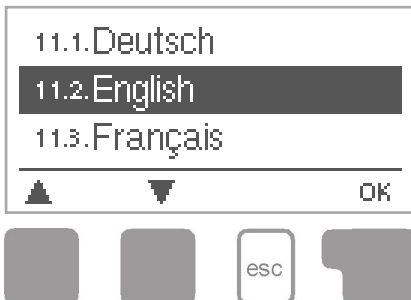 11.1.Deutsch
11.2.English
11.3.Français
▲ ▼ OK
esc